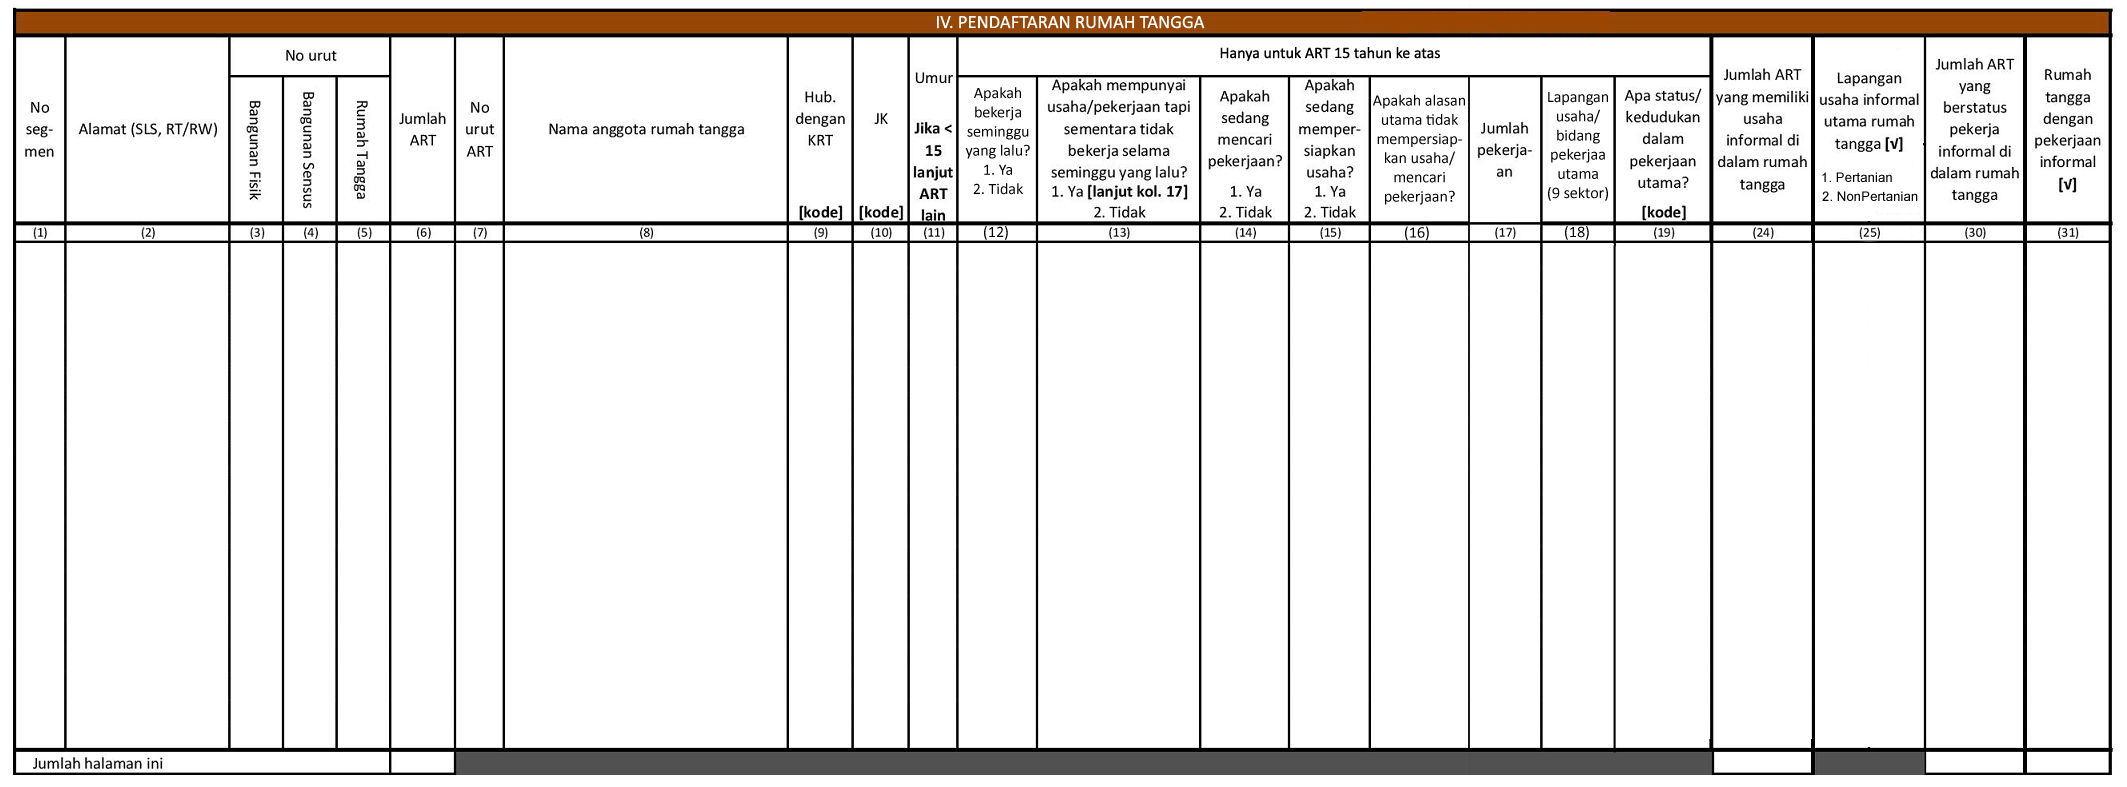 IV. PENDAFTARAN RUMAH TANGGA
No
seg-
men
Alamat (SLS, RT/RW)
No urut
Bangunan Fisik
Bangunan Sensus
Rumah Tangga
Jumlah
ART
No
urut
ART
Nama anggota rumah tangga
Hub.
dengan
KRT
[kode]
JK
[kode]
Umur
Jika <
15
lanjut
ART
lain
Hanya untuk ART 15 tahun ke atas
Apakah
bekerja
seminggu
yang lalu?
1. Ya
2. Tidak
Apakah mempunyai
usaha/pekerjaan tapi
sementara tidak
bekerja selama
seminggu yang lalu?
1. Ya [lanjut kol. 17]
2. Tidak
Apakah
sedang
mencari
pekerjaan?
1. Ya
2. Tidak
Apakah
sedang
memper-
siapkan
usaha?
1. Ya
2. Tidak
Apakah alasan
utama tidak
mempersiap-
kan usaha/
mencari
pekerjaan?
Jumlah
pekerja-
an
Lapangan
usaha/
bidang
pekerjaa
utama
(9 sektor)
Apa status/
kedudukan
dalam
pekerjaan
utama?
[kode]
Jumlah ART
yang memiliki
usaha
informal di
dalam rumah
tangga
Lapangan
usaha informal
utama rumah
tangga [√]
1. Pertanian
2. NonPertanian
Jumlah ART
yang
berstatus
pekerja
informal di
dalam rumah
tangga
Rumah
tangga
dengan
pekerjaan
informal
[√]
(1) (2) (3) (4) (5) (6) (7) (8) (9) (10) (11) (12) (13) (14) (15) (16) (17) (18) (19) (24) (25) (30) (31)
Jumlah halaman ini